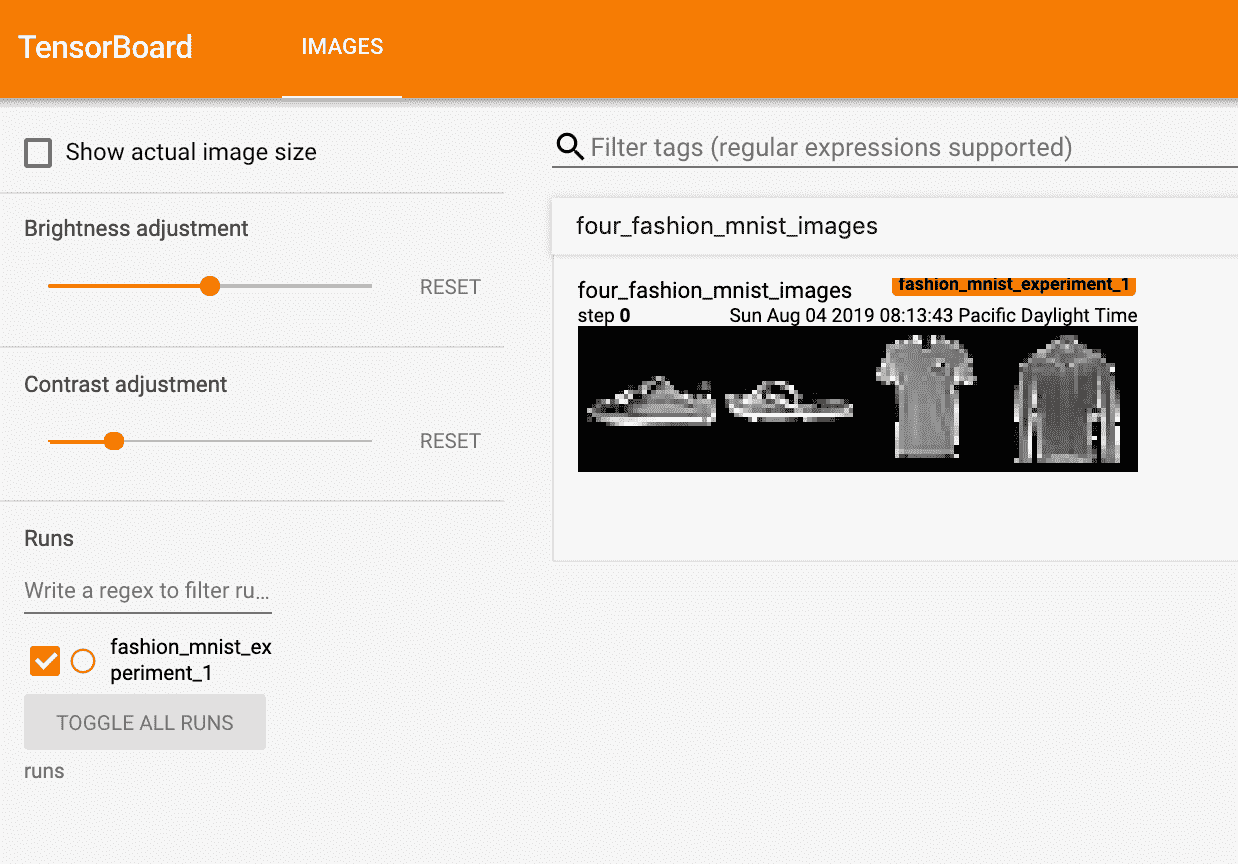 TensorBoard
IMAGES
Show actual image size
Brightness adjustment
RESET
Contrast adjustment
RESET
Runs
Write a regex to filter ru...
fashion_mnist_ex
periment_1
TOGGLE ALL RUNS
runs
Filter tags (regular expressions supported)
four_fashion_mnist_images
four_fashion_mnist_images
fashion_mnist_experiment_1
step 0
Sun Aug 04 2019 08:13:43 Pacific Daylight Time